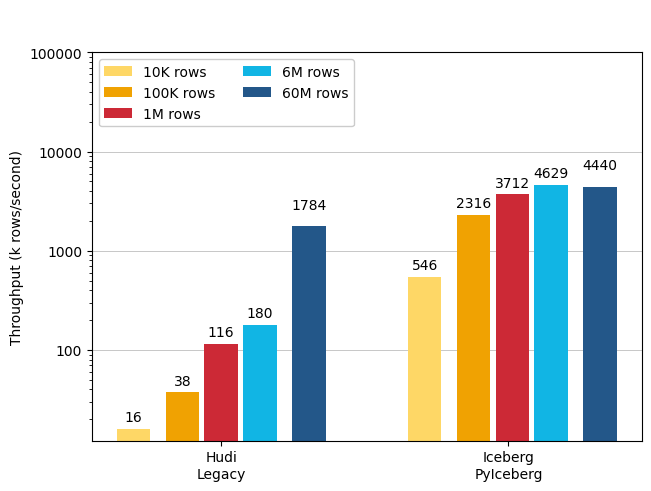 100000
10000
1000
100
Throughput (k rows/second)
10K rows
100K rows
1M rows
6M rows
60M rows
16
38
116
180
1784
546
2316
3712
4629
4440
Hudi
Legacy
Iceberg
PyIceberg